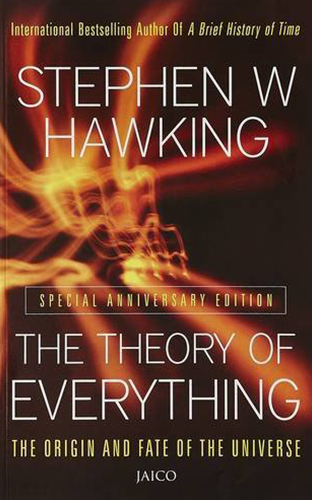 International Bestselling Author Of A Brief History of Time
STEPHEN W
HAWKING
SPECIAL ANNIVERSARY EDITION
THE THEORY OF
EVERYTHING
THE ORIGIN AND FATE OF THE UNIVERSE
JAICO